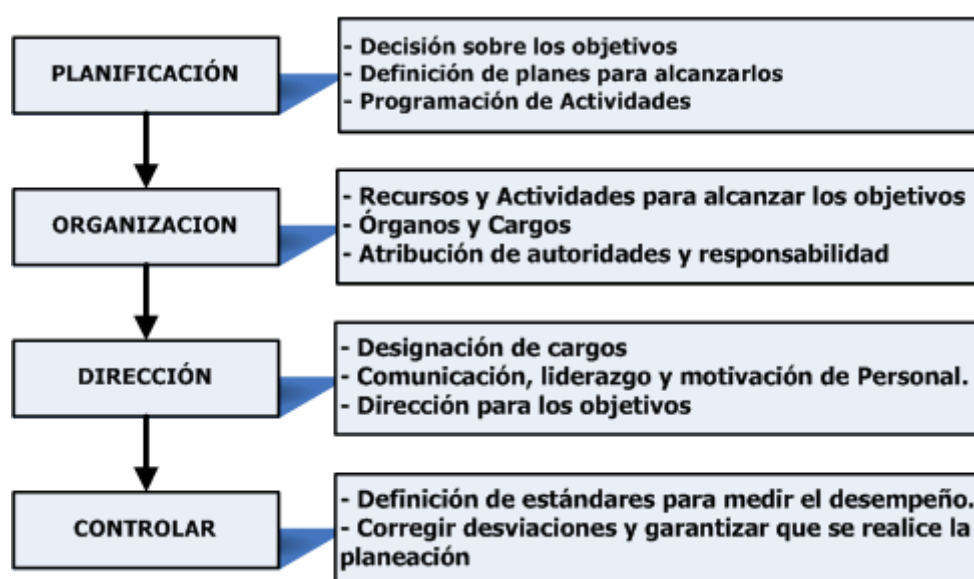 PLANIFICACIÓN
- Decisión sobre los objetivos
- Definición de planes para alcanzarlos
- Programación de Actividades
ORGANIZACION
- Recursos y Actividades para alcanzar los objetivos
- Órganos y Cargos
- Atribución de autoridades y responsabilidad
DIRECCIÓN
- Designación de cargos
- Comunicación, liderazgo y motivación de Personal.
- Dirección para los objetivos
CONTROLAR
- Definición de estándares para medir el desempeño.
- Corregir desviaciones y garantizar que se realice la
planeación